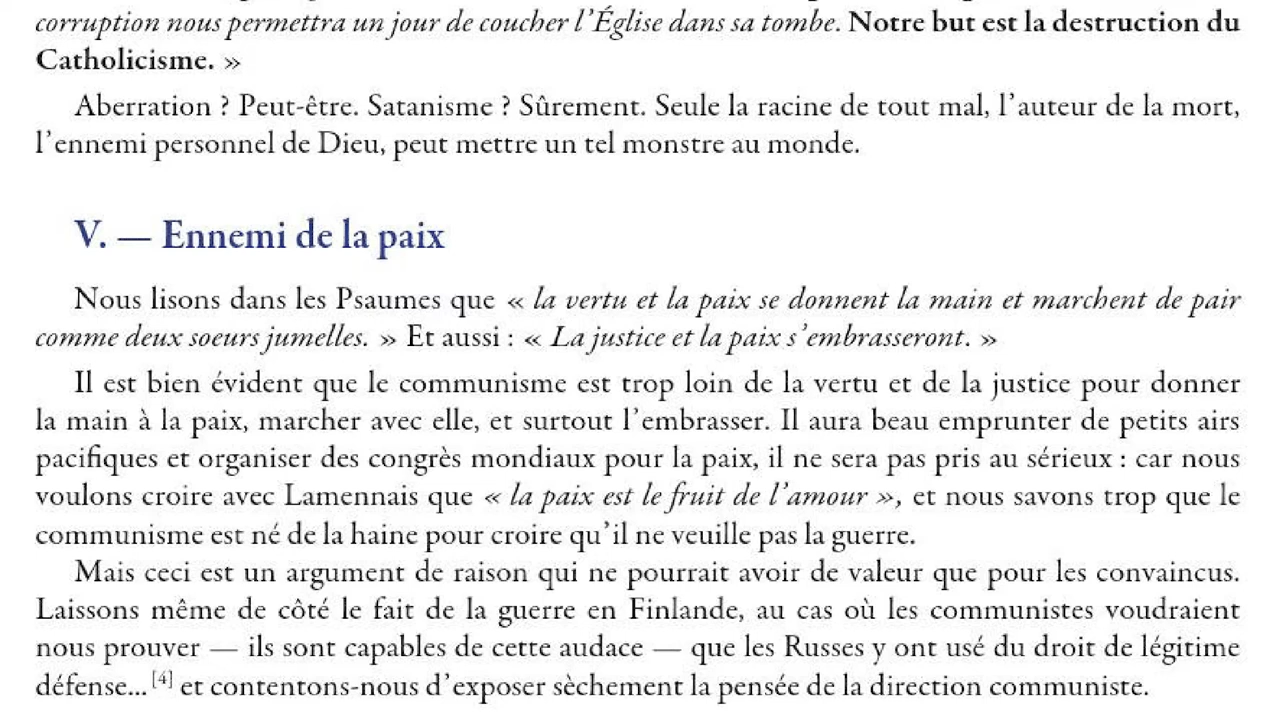 corruption nous permettra un jour de coucher l’Église dans sa tombe. Notre but est la destruction du
Catholicisme. »
Aberration ? Peut-être. Satanisme ? Sûrement. Seule la racine de tout mal, l’auteur de la mort,
l’ennemi personnel de Dieu, peut mettre un tel monstre au monde.
V. — Ennemi de la paix
Nous lisons dans les Psaumes que « la vertu et la paix se donnent la main et marchent de pair
comme deux soeurs jumelles. » Et aussi : « La justice et la paix s’embrasseront. »
Il est bien évident que le communisme est trop loin de la vertu et de la justice pour donner
la main à la paix, marcher avec elle, et surtout l’embrasser. Il aura beau emprunter de petits airs
pacifiques et organiser des congrès mondiaux pour la paix, il ne sera pas pris au sérieux : car nous
voulons croire avec Lamennais que « la paix est le fruit de l’amour », et nous savons trop que le
communisme est né de la haine pour croire qu’il ne veuille pas la guerre.
Mais ceci est un argument de raison qui ne pourrait avoir de valeur que pour les convaincus.
Laissons même de côté le fait de la guerre en Finlande, au cas où les communistes voudraient
nous prouver — ils sont capables de cette audace — que les Russes y ont usé du droit de légitime
défense... [4] et contentons-nous d’exposer sèchement la pensée de la direction communiste.